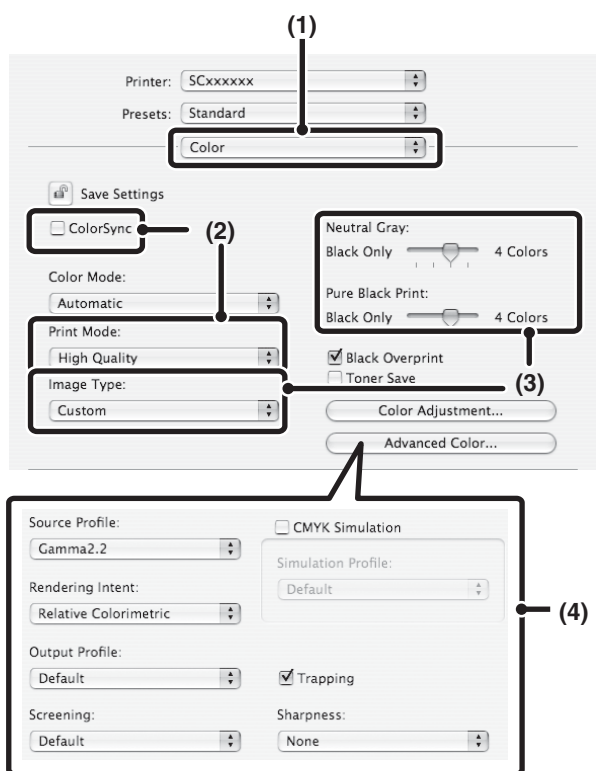 (1)
Printer: SCxxxxxx
Presets: Standard
Color
Save Settings
ColorSync
(2)
Color Mode:
Automatic
Print Mode:
High Quality
Image Type:
Custom
Neutral Gray:
Black Only 4 Colors
Pure Black Print:
Black Only 4 Colors
Black Overprint
(3)
Toner Save
Color Adjustment...
Advanced Color...
Source Profile:
Gamma2.2
Rendering Intent:
Relative Colorimetric
Output Profile:
Default
Screening:
Default
CMYK Simulation
Simulation Profile:
Default
(4)
Trapping
Sharpness:
None